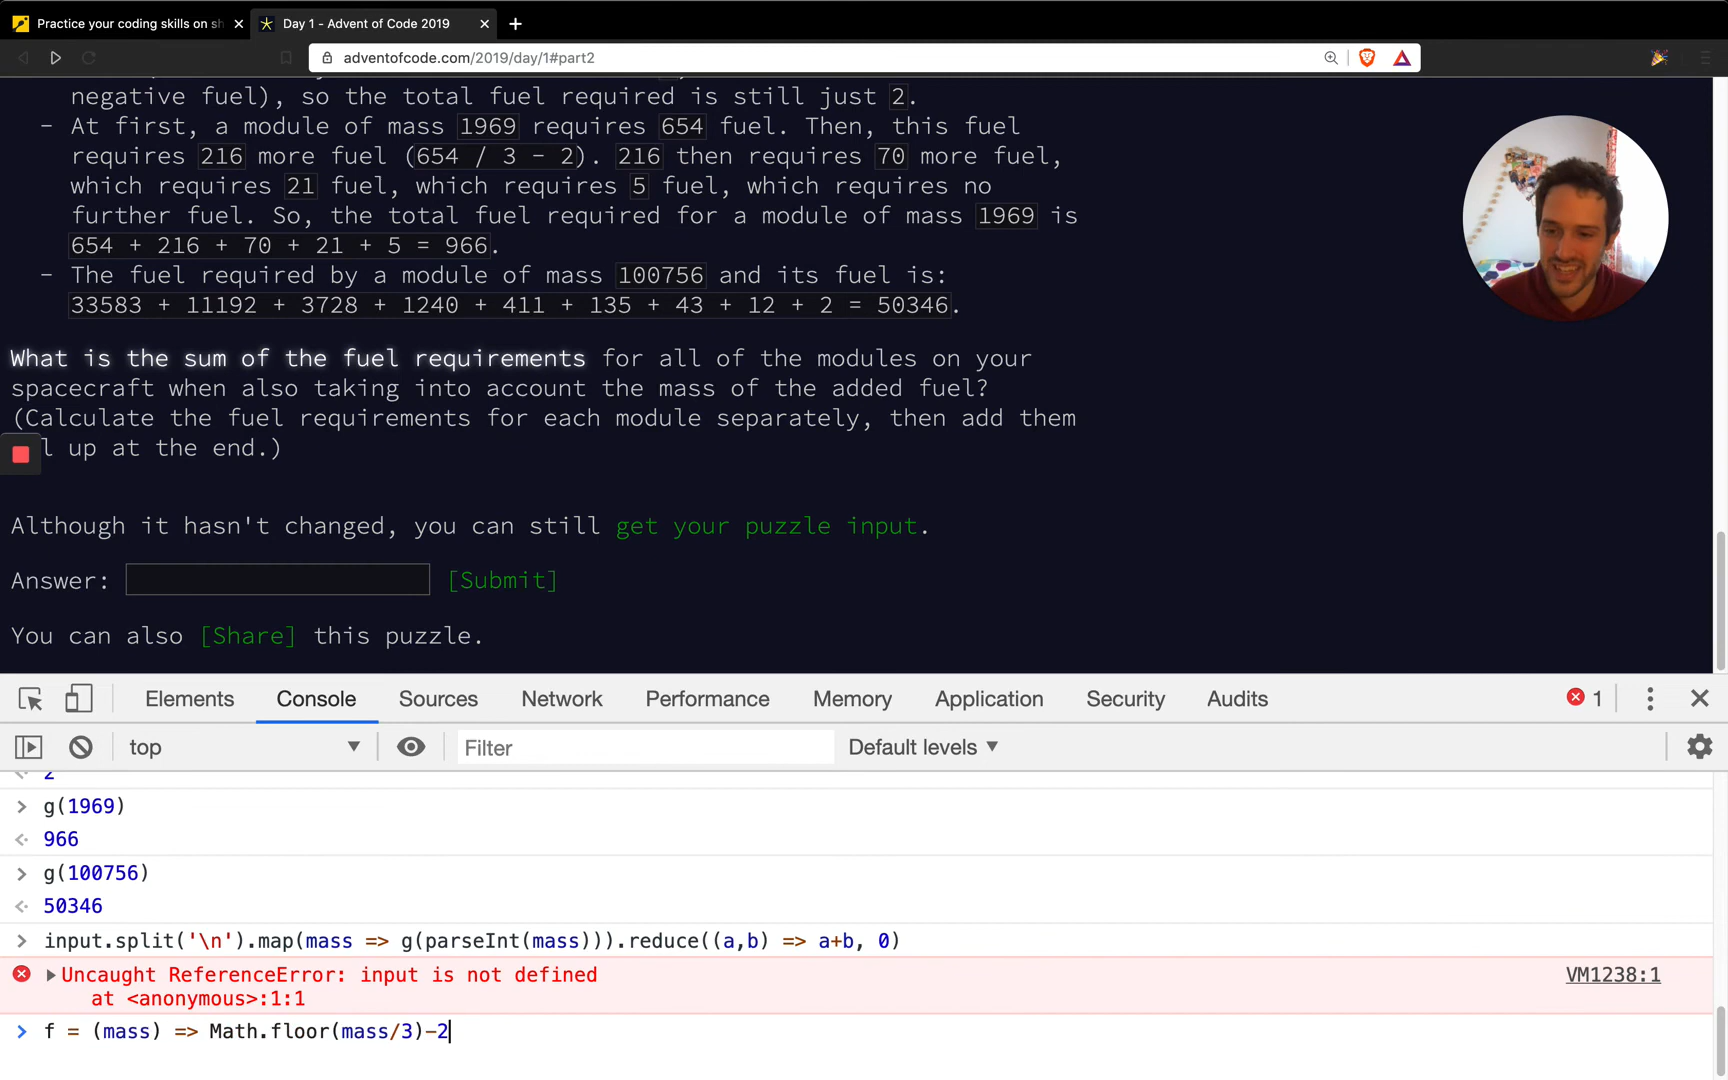 Practice your coding skills on sh
Day 1 - Advent of Code 2019
adventofcode.com/2019/day/1#part2
negative fuel), so the total fuel required is still just 2.
- At first, a module of mass 1969 requires 654 fuel. Then, this fuel
requires 216 more fuel (654 / 3 - 2). 216 then requires 70 more fuel,
which requires 21 fuel, which requires 5 fuel, which requires no
further fuel. So, the total fuel required for a module of mass 1969 is
654 + 216 + 70 + 21 + 5 = 966.
- The fuel required by a module of mass 100756 and its fuel is:
33583 + 11192 + 3728 + 1240 + 411 + 135 + 43 + 12 + 2 = 50346.
What is the sum of the fuel requirements for all of the modules on your
spacecraft when also taking into account the mass of the added fuel?
(Calculate the fuel requirements for each module separately, then add them
l up at the end.)
Although it hasn't changed, you can still get your puzzle input.
Answer: [Submit]
You can also [Share] this puzzle.
Elements Console Sources Network Performance Memory Application Security Audits 1
top Filter Default levels
2
> g(1969)
966
> g(100756)
50346
> input.split('\n').map(mass => g(parseInt(mass))).reduce((a,b) => a+b, 0)
Uncaught ReferenceError: input is not defined VM1238:1
at <anonymous>:1:1
> f = (mass) => Math.floor(mass/3)-2